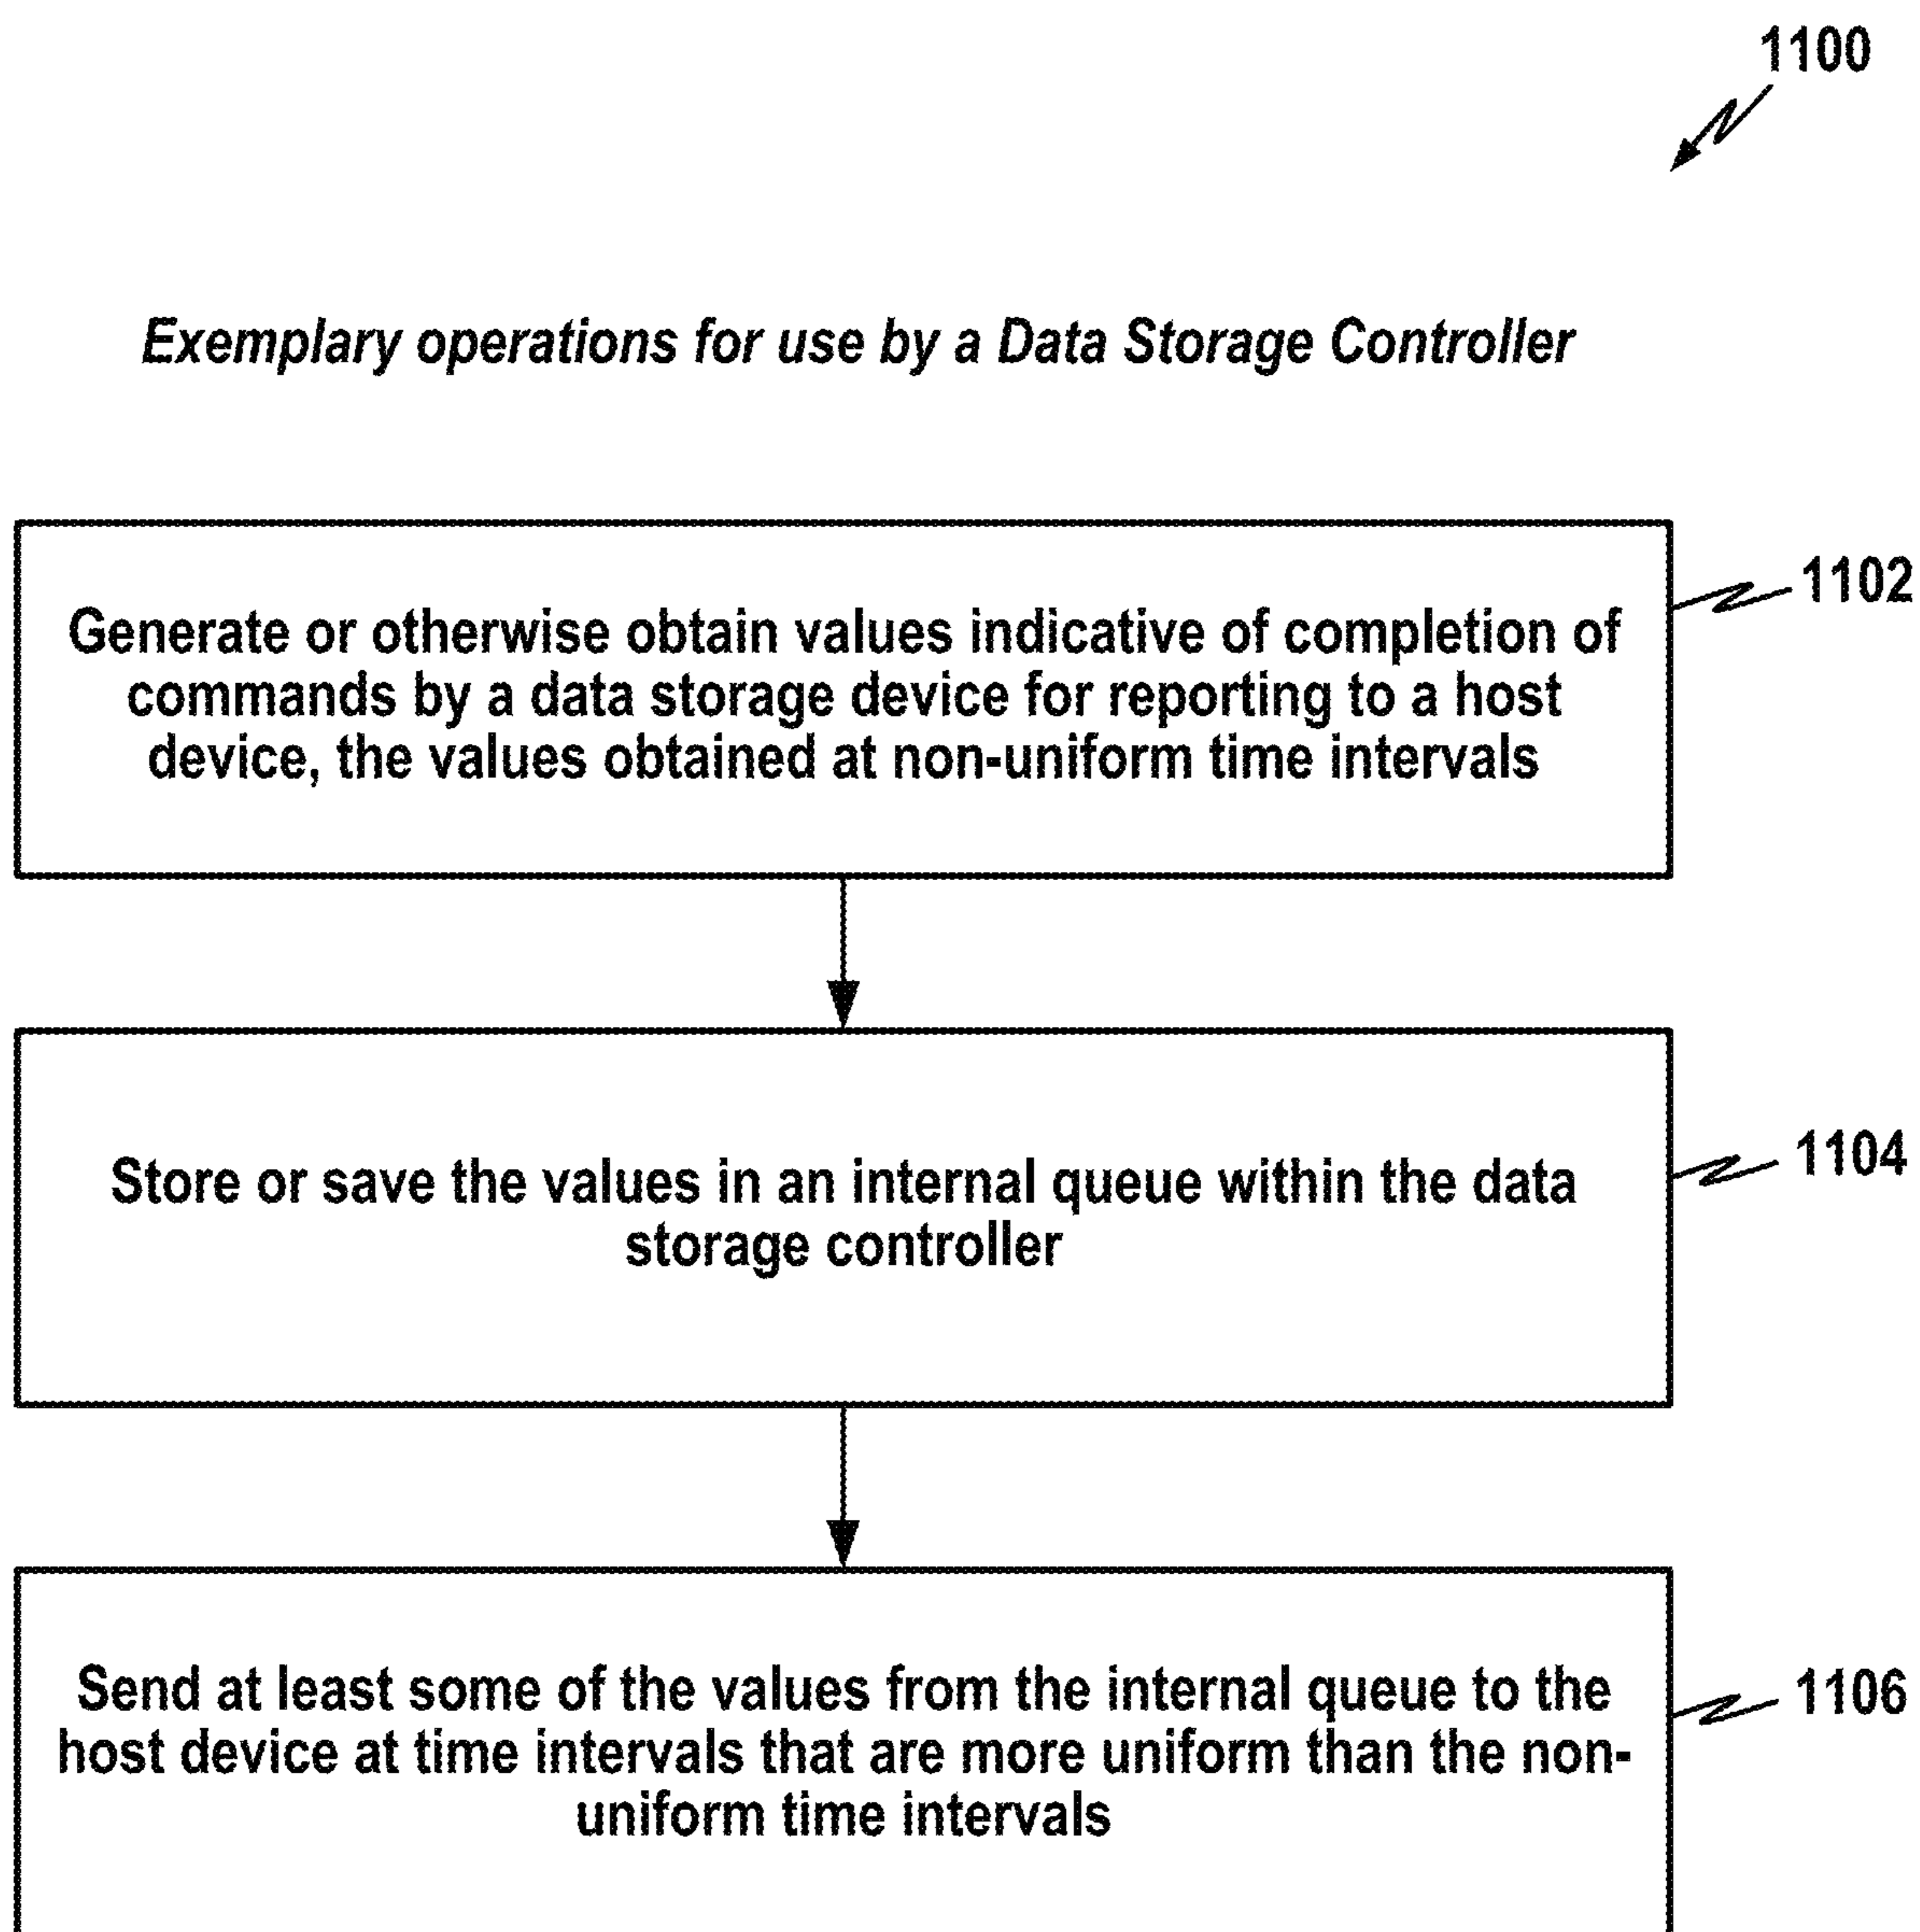 1100
Exemplary operations for use by a Data Storage Controller
1102
Generate or otherwise obtain values indicative of completion of
commands by a data storage device for reporting to a host
device, the values obtained at non-uniform time intervals
1104
Store or save the values in an internal queue within the data
storage controller
1106
Send at least some of the values from the internal queue to the
host device at time intervals that are more uniform than the non-
uniform time intervals